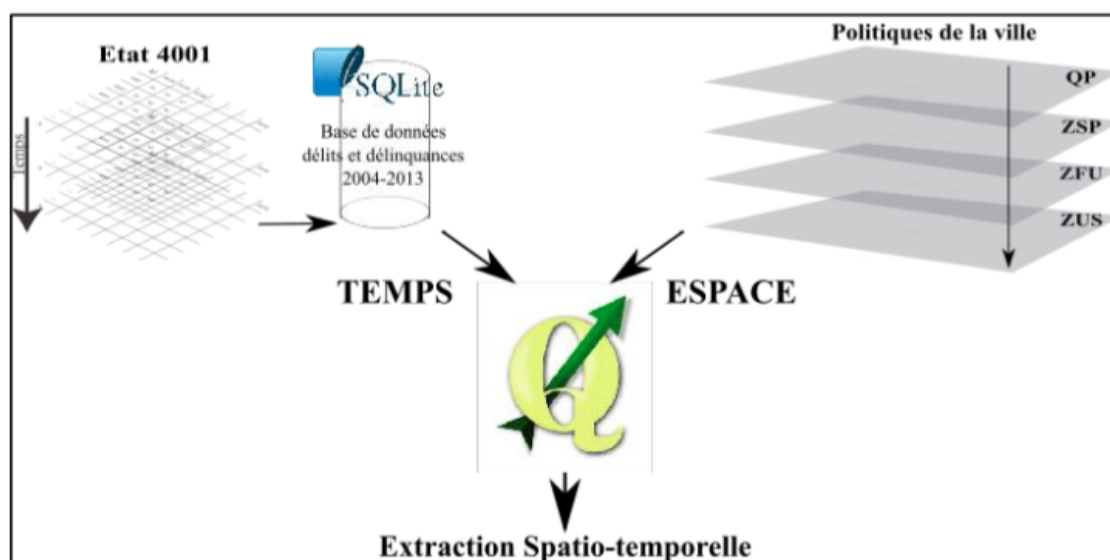 Etat 4001
Temps
SQLite
Base de données
délits et délinquances
2004-2013
Politiques de la ville
QP
ZSP
ZFU
ZUS
TEMPS
ESPACE
Extraction Spatio-temporelle